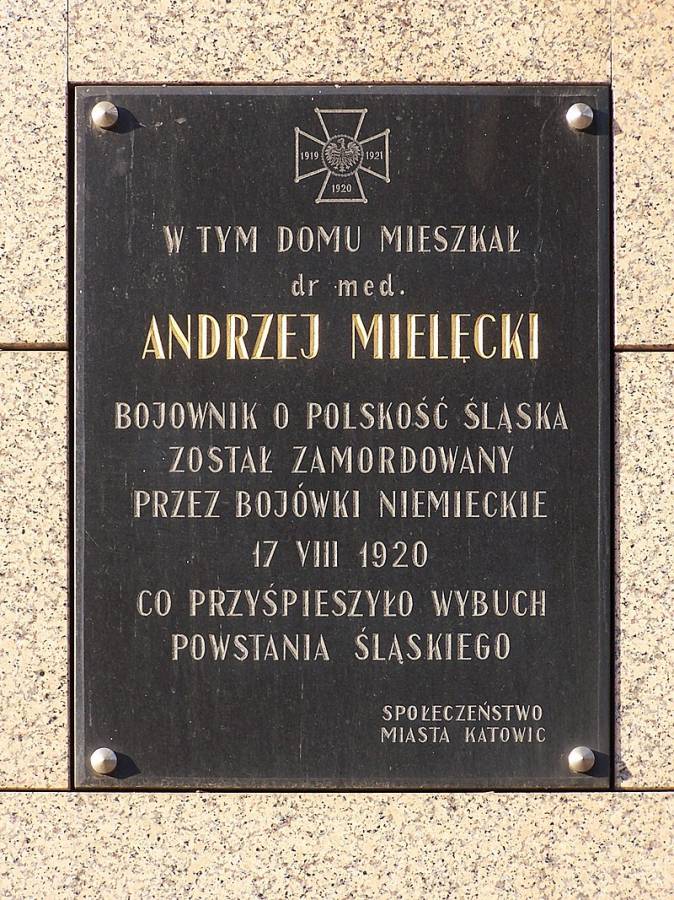 1919 1921
1920
W TYM DOMU MIESZKAŁ
dr med.
ANDRZEJ MIELĘCKI
BOJOWNIK O POLSKOŚĆ ŚLĄSKA
ZOSTAŁ ZAMORDOWANY
PRZEZ BOJÓWKI NIEMIECKIE
17 VIII 1920
CO PRZYŚPIESZYŁO WYBUCH
POWSTANIA ŚLĄSKIEGO
SPOŁECZEŃSTWO
MIASTA KATOWIC